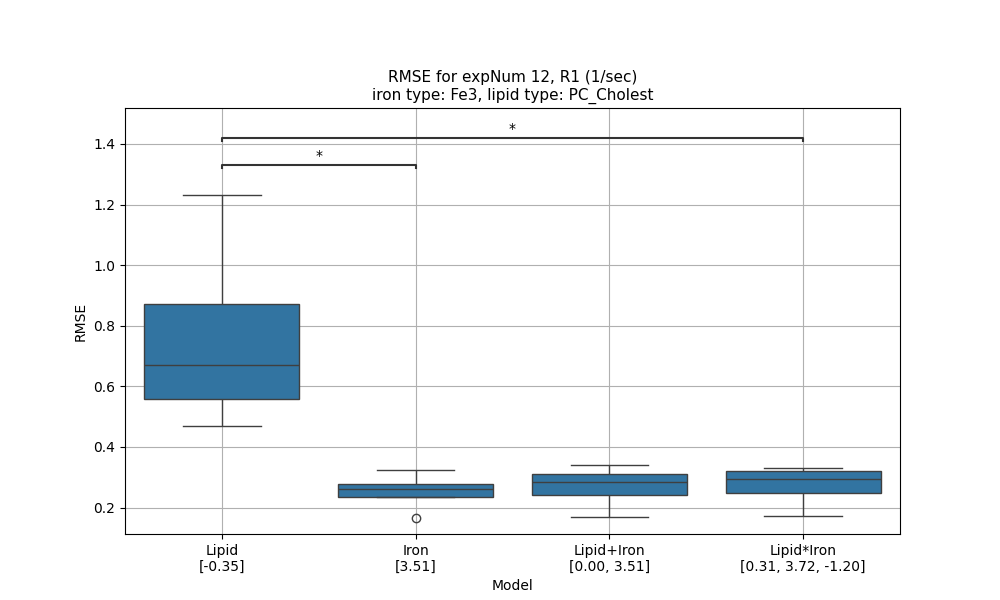 RMSE for expNum 12, R1 (1/sec)
iron type: Fe3, lipid type: PC_Cholest
*
*
RMSE
1.4
1.2
1.0
0.8
0.6
0.4
0.2
Lipid
[-0.35]
Iron
[3.51]
Lipid+Iron
[0.00, 3.51]
Lipid*Iron
[0.31, 3.72, -1.20]
Model